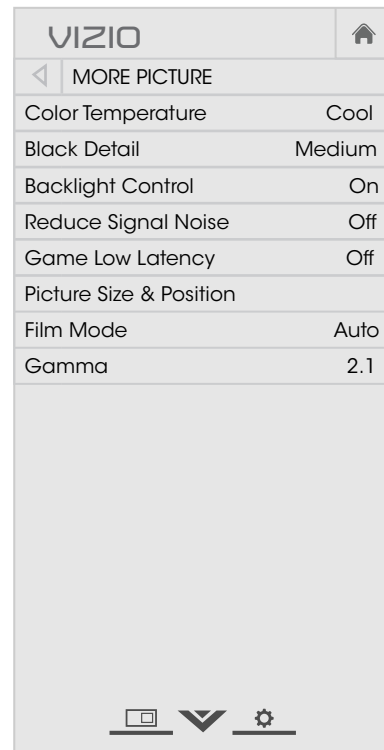 VIZIO
MORE PICTURE
Color Temperature Cool
Black Detail Medium
Backlight Control On
Reduce Signal Noise Off
Game Low Latency Off
Picture Size & Position
Film Mode Auto
Gamma 2.1